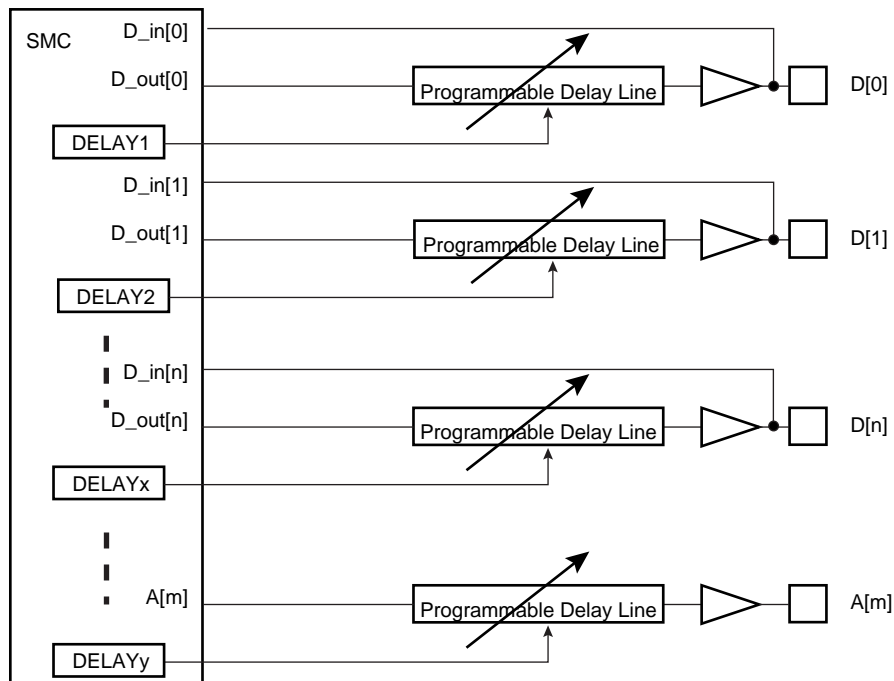 SMC
D_in[0]
D_out[0]
Programmable Delay Line
D[0]
DELAY1
D_in[1]
D_out[1]
Programmable Delay Line
D[1]
DELAY2
D_in[n]
D_out[n]
Programmable Delay Line
D[n]
DELAYx
A[m]
Programmable Delay Line
A[m]
DELAYy